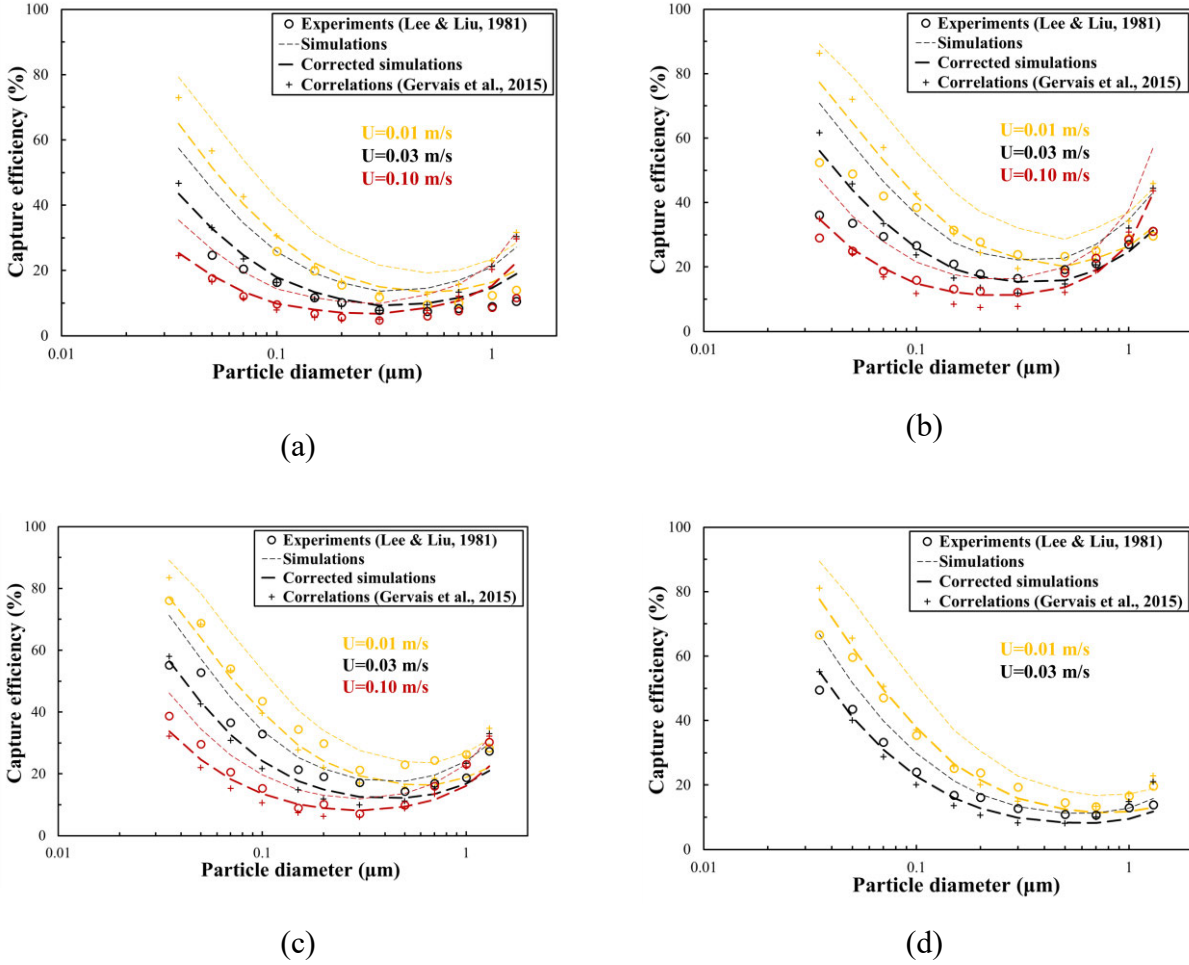 100
80
60
40
20
0
Capture efficiency (%)
Experiments (Lee & Liu, 1981)
Simulations
Corrected simulations
Correlations (Gervais et al., 2015)
U=0.01 m/s
U=0.03 m/s
U=0.10 m/s
0.01
0.1
1
Particle diameter (µm)
(a)
100
80
60
40
20
0
Capture efficiency (%)
Experiments (Lee & Liu, 1981)
Simulations
Corrected simulations
Correlations (Gervais et al., 2015)
U=0.01 m/s
U=0.03 m/s
U=0.10 m/s
0.01
0.1
1
Particle diameter (µm)
(b)
100
80
60
40
20
0
Capture efficiency (%)
Experiments (Lee & Liu, 1981)
Simulations
Corrected simulations
Correlations (Gervais et al., 2015)
U=0.01 m/s
U=0.03 m/s
U=0.10 m/s
0.01
0.1
1
Particle diameter (µm)
(c)
100
80
60
40
20
0
Capture efficiency (%)
Experiments (Lee & Liu, 1981)
Simulations
Corrected simulations
Correlations (Gervais et al., 2015)
U=0.01 m/s
U=0.03 m/s
0.01
0.1
1
Particle diameter (µm)
(d)